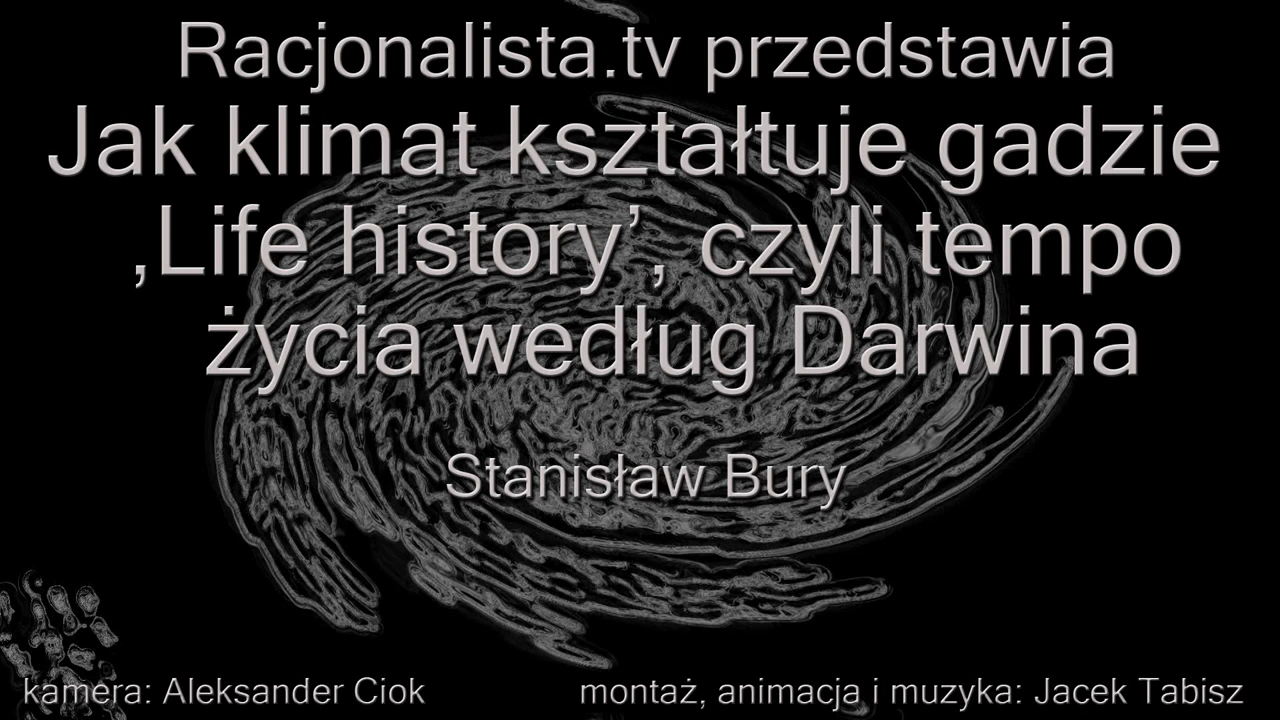 Racjonalista.tv przedstawia
Jak klimat kształtuje gadzie
‚Life history’, czyli tempo
życia według Darwina
Stanisław Bury
kamera: Aleksander Ciok
montaż, animacja i muzyka: Jacek Tabisz